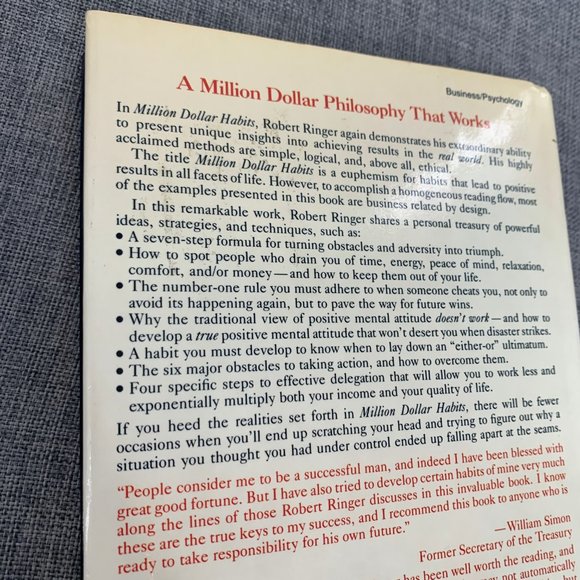 Business/Psychology
A Million Dollar Philosophy That Works
In Million Dollar Habits, Robert Ringer again demonstrates his extraordinary ability
to present unique insights into achieving results in the real world. His highly
acclaimed methods are simple, logical, and, above all, ethical.
The title Million Dollar Habits is a euphemism for habits that lead to positive
results in all facets of life. However, to accomplish a homogeneous reading flow, most
of the examples presented in this book are business related by design.
In this remarkable work, Robert Ringer shares a personal treasury of powerful
ideas, strategies, and techniques, such as:
• A seven-step formula for turning obstacles and adversity into triumph.
• How to spot people who drain you of time, energy, peace of mind, relaxation,
comfort, and/or money—and how to keep them out of your life.
• The number-one rule you must adhere to when someone cheats you, not only to
avoid its happening again, but to pave the way for future wins.
• Why the traditional view of positive mental attitude doesn't work—and how to
develop a true positive mental attitude that won't desert you when disaster strikes.
• A habit you must develop to know when to lay down an "either-or" ultimatum.
• The six major obstacles to taking action, and how to overcome them.
• Four specific steps to effective delegation that will allow you to work less and
exponentially multiply both your income and your quality of life.
If you heed the realities set forth in Million Dollar Habits, there will be fewer
occasions when you'll end up scratching your head and trying to figure out why a
situation you thought you had under control ended up falling apart at the seams.
"People consider me to be a successful man, and indeed I have been blessed with
great good fortune. But I have also tried to develop certain habits of mine very much
along the lines of those Robert Ringer discusses in this invaluable book. I know
these are the true keys to my success, and I recommend this book to anyone who is
ready to take responsibility for his own future."
—William Simon
Former Secretary of the Treasury
has been well worth the reading, and
not automatically